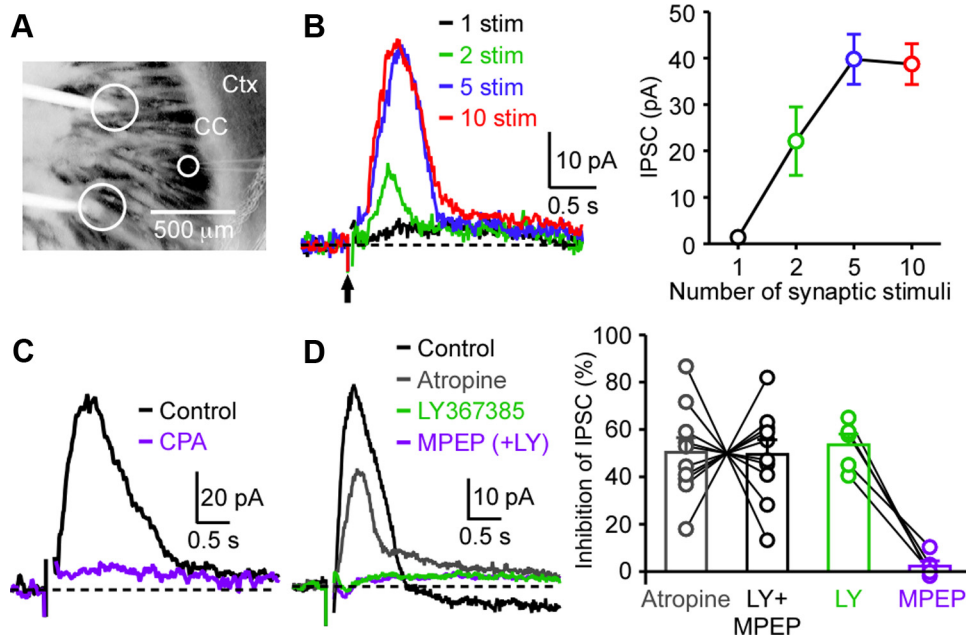 A
Ctx
CC
500 μm
B
1 stim
2 stim
5 stim
10 stim
10 pA
0.5 s
IPSC (pA)
50
40
30
20
10
0
1
2
5
10
Number of synaptic stimuli
C
Control
CPA
20 pA
0.5 s
D
Control
Atropine
LY367385
MPEP (+LY)
10 pA
0.5 s
Inhibition of IPSC (%)
100
80
60
40
20
0
Atropine
LY+
MPEP
LY
MPEP